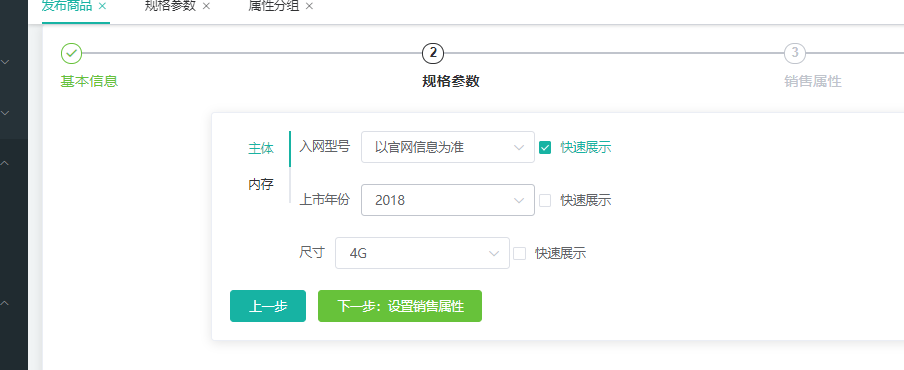 发布商品 规格参数 属性分组
2 3
基本信息 规格参数 销售属性
主体 入网型号 以官网信息为准 快速展示
内存
上市年份 2018 快速展示
尺寸 4G 快速展示
上一步 下一步：设置销售属性